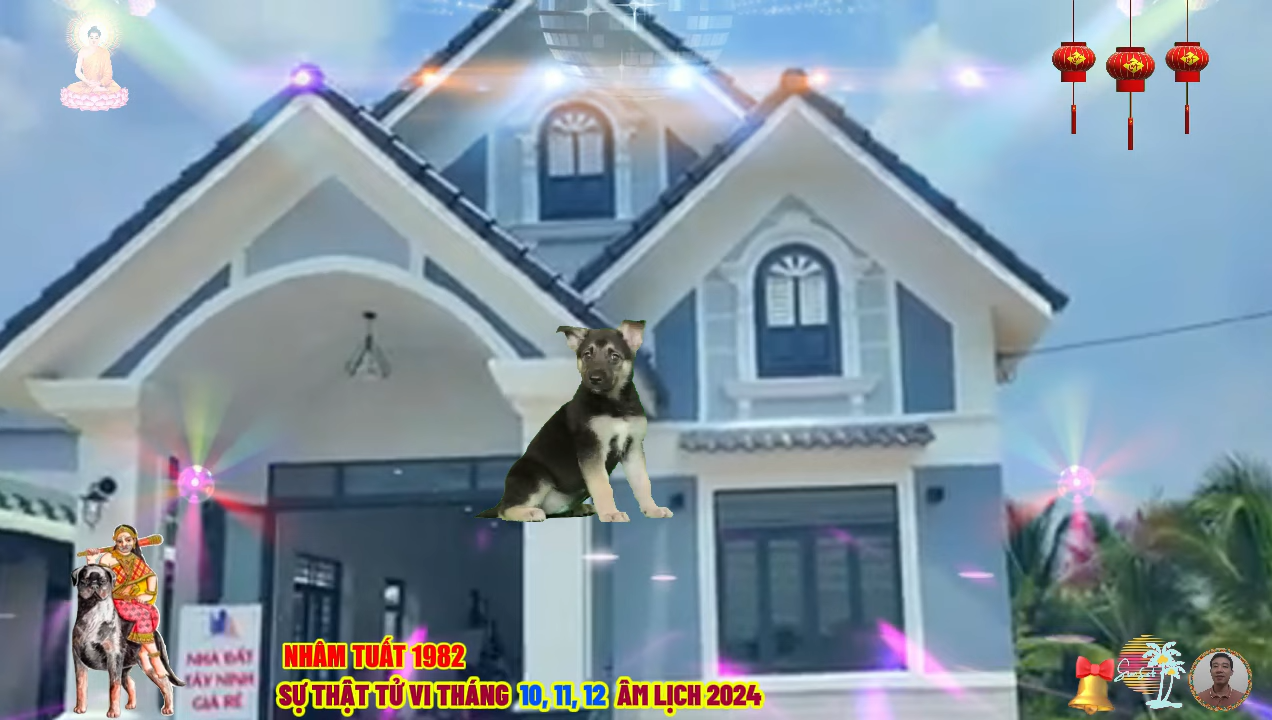 NHÀ ĐẤT
TÂY NINH
GIÁ RẺ
NHÂM TUẤT 1982
SỰ THẬT TỬ VI THÁNG 10, 11, 12 ÂM LỊCH 2024
Sunset